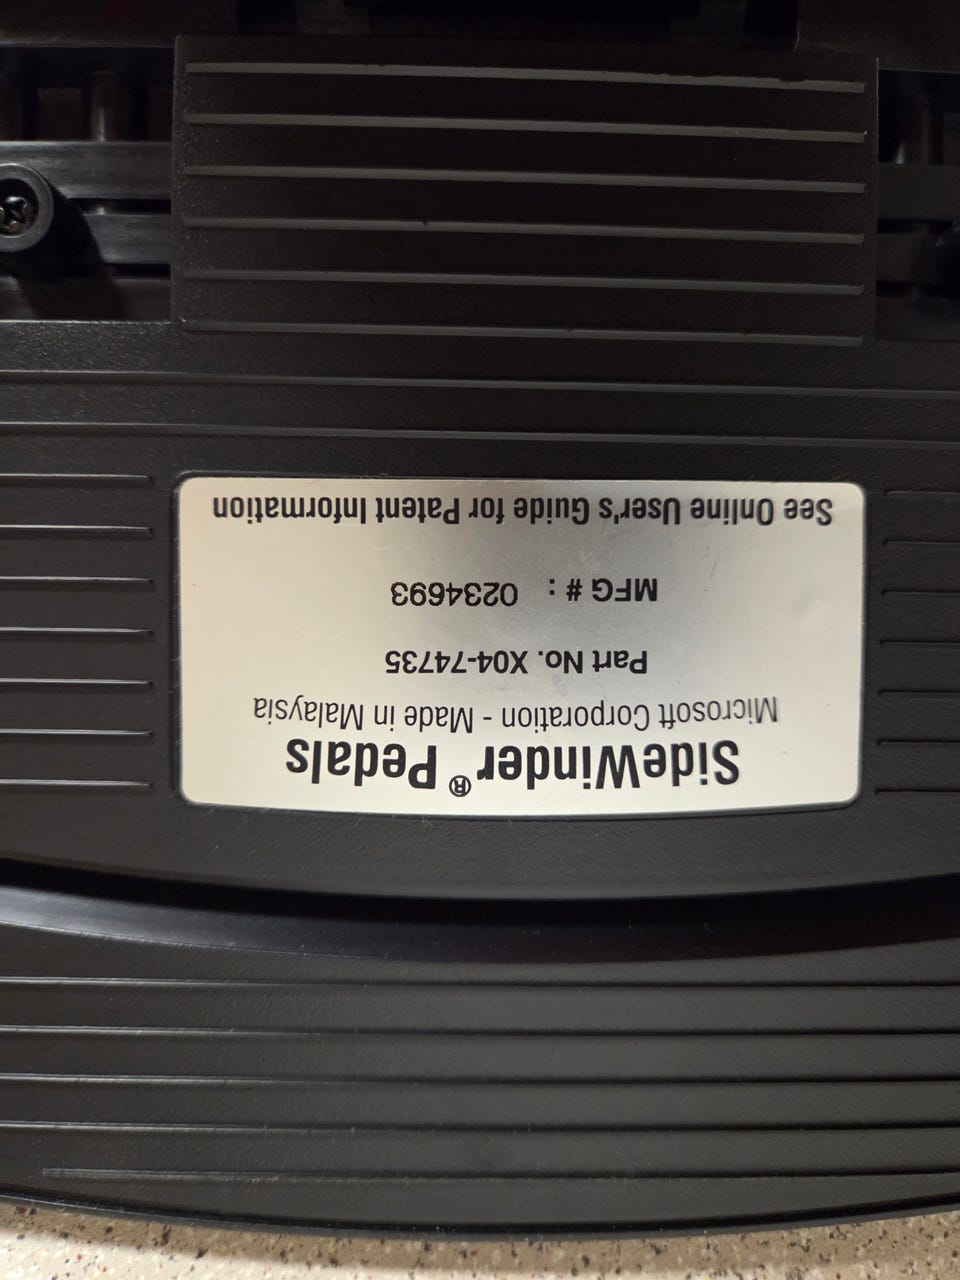 SideWinder® Pedals
Microsoft Corporation - Made in Malaysia
Part No. X04-74735
MFG # : 0234693
See Online User's Guide for Patent Information